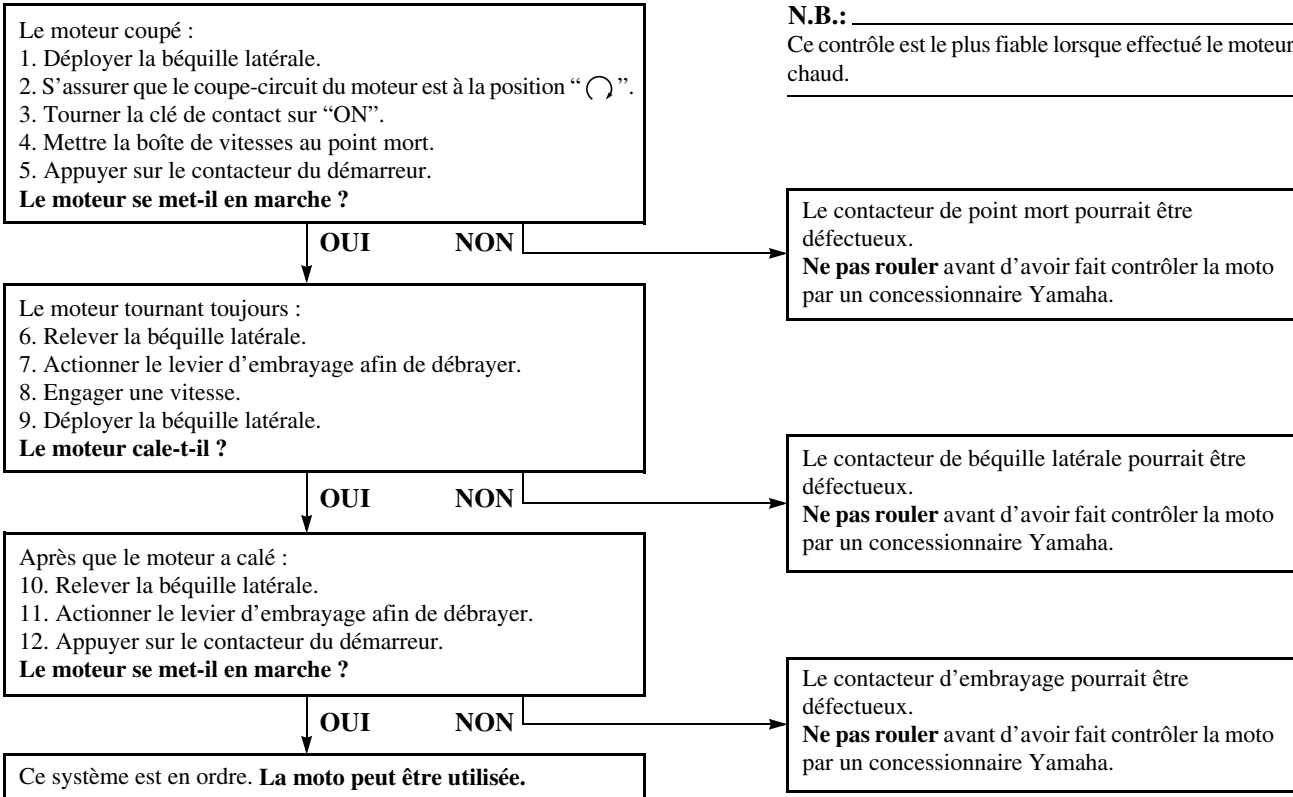 Le moteur coupé :
1. Déployer la béquille latérale.
2. S’assurer que le coupe-circuit du moteur est à la position “ ”.
3. Tourner la clé de contact sur “ON”.
4. Mettre la boîte de vitesses au point mort.
5. Appuyer sur le contacteur du démarreur.
Le moteur se met-il en marche ?
N.B.:
Ce contrôle est le plus fiable lorsque effectué le moteur
chaud.
OUI NON
Le contacteur de point mort pourrait être
défectueux.
Ne pas rouler avant d’avoir fait contrôler la moto
par un concessionnaire Yamaha.
Le moteur tournant toujours :
6. Relever la béquille latérale.
7. Actionner le levier d’embrayage afin de débrayer.
8. Engager une vitesse.
9. Déployer la béquille latérale.
Le moteur cale-t-il ?
OUI NON
Le contacteur de béquille latérale pourrait être
défectueux.
Ne pas rouler avant d’avoir fait contrôler la moto
par un concessionnaire Yamaha.
Après que le moteur a calé :
10. Relever la béquille latérale.
11. Actionner le levier d’embrayage afin de débrayer.
12. Appuyer sur le contacteur du démarreur.
Le moteur se met-il en marche ?
OUI NON
Le contacteur d’embrayage pourrait être
défectueux.
Ne pas rouler avant d’avoir fait contrôler la moto
par un concessionnaire Yamaha.
Ce système est en ordre. La moto peut être utilisée.